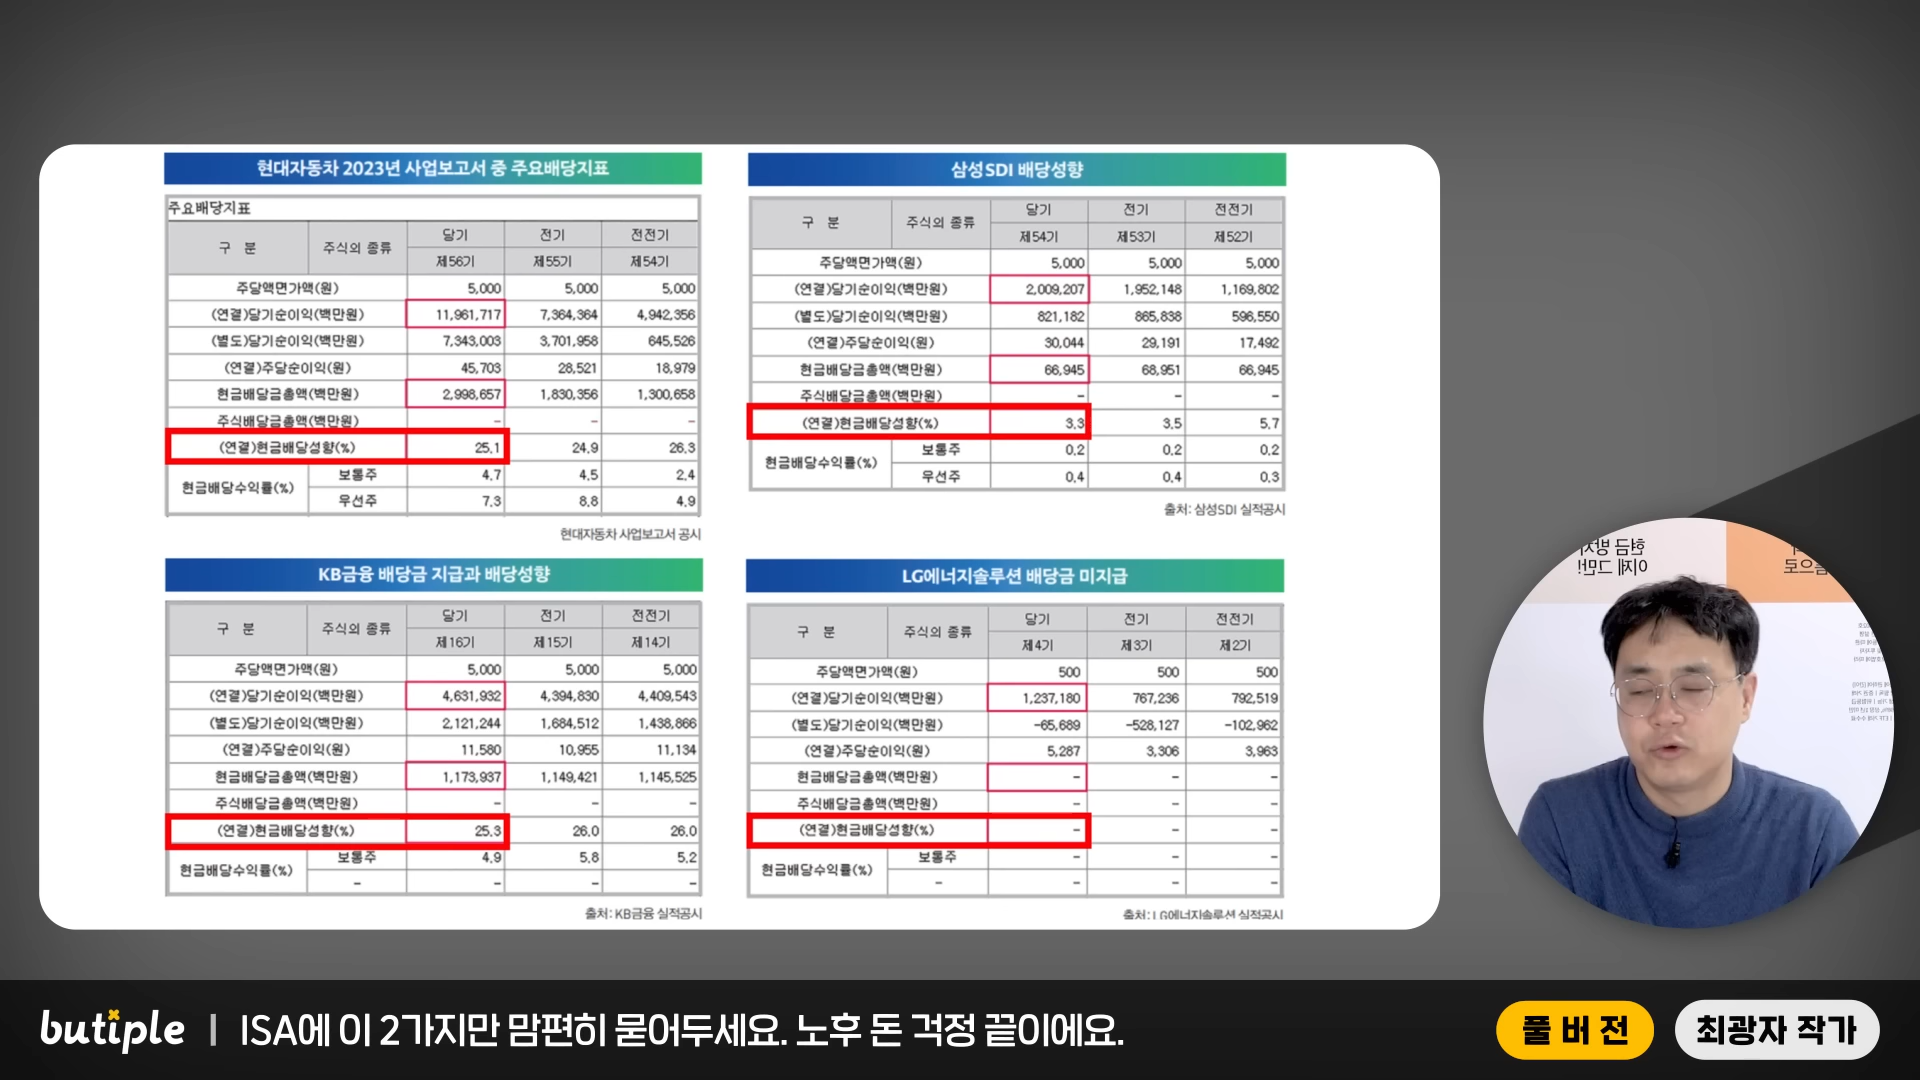 현대자동차 2023년 사업보고서 중 주요배당지표
주요배당지표
구 분 주식의 종류 당기 전기 전전기
제56기 제55기 제54기
주당액면가액(원) 5,000 5,000 5,000
(연결)당기순이익(백만원) 11,961,717 7,364,364 4,942,356
(별도)당기순이익(백만원) 7,343,003 3,701,958 645,526
(연결)주당순이익(원) 45,703 28,521 18,979
현금배당금총액(백만원) 2,998,657 1,830,356 1,300,658
주식배당금총액(백만원) - - -
(연결)현금배당성향(%) 25.1 24.9 26.3
현금배당수익률(%) 보통주 4.7 4.5 2.4
우선주 7.3 8.8 4.9
현대자동차 사업보고서 공시
삼성SDI 배당성향
구 분 주식의 종류 당기 전기 전전기
제54기 제53기 제52기
주당액면가액(원) 5,000 5,000 5,000
(연결)당기순이익(백만원) 2,009,207 1,952,148 1,169,802
(별도)당기순이익(백만원) 821,182 865,838 596,550
(연결)주당순이익(원) 30,044 29,191 17,492
현금배당금총액(백만원) 66,945 68,951 66,945
주식배당금총액(백만원) - - -
(연결)현금배당성향(%) 3.3 3.5 5.7
현금배당수익률(%) 보통주 0.2 0.2 0.2
우선주 0.4 0.4 0.3
출처: 삼성SDI 실적공시
KB금융 배당금 지급과 배당성향
구 분 주식의 종류 당기 전기 전전기
제16기 제15기 제14기
주당액면가액(원) 5,000 5,000 5,000
(연결)당기순이익(백만원) 4,631,932 4,394,830 4,409,543
(별도)당기순이익(백만원) 2,121,244 1,684,512 1,438,866
(연결)주당순이익(원) 11,580 10,955 11,134
현금배당금총액(백만원) 1,173,937 1,149,421 1,145,525
주식배당금총액(백만원) - - -
(연결)현금배당성향(%) 25.3 26.0 26.0
현금배당수익률(%) 보통주 4.9 5.8 5.2
- - - -
출처: KB금융 실적공시
LG에너지솔루션 배당금 미지급
구 분 주식의 종류 당기 전기 전전기
제4기 제3기 제2기
주당액면가액(원) 500 500 500
(연결)당기순이익(백만원) 1,237,180 767,236 792,519
(별도)당기순이익(백만원) -65,689 -528,127 -102,962
(연결)주당순이익(원) 5,287 3,306 3,963
현금배당금총액(백만원) - - -
주식배당금총액(백만원) - - -
(연결)현금배당성향(%) - - -
현금배당수익률(%) 보통주 - - -
- - - -
출처: LG에너지솔루션 실적공시
현금
이제 그만!
butiple | ISA에 이 2가지만 맘편히 묻어두세요. 노후 돈 걱정 끝이에요.
풀 버 전
최광자 작가